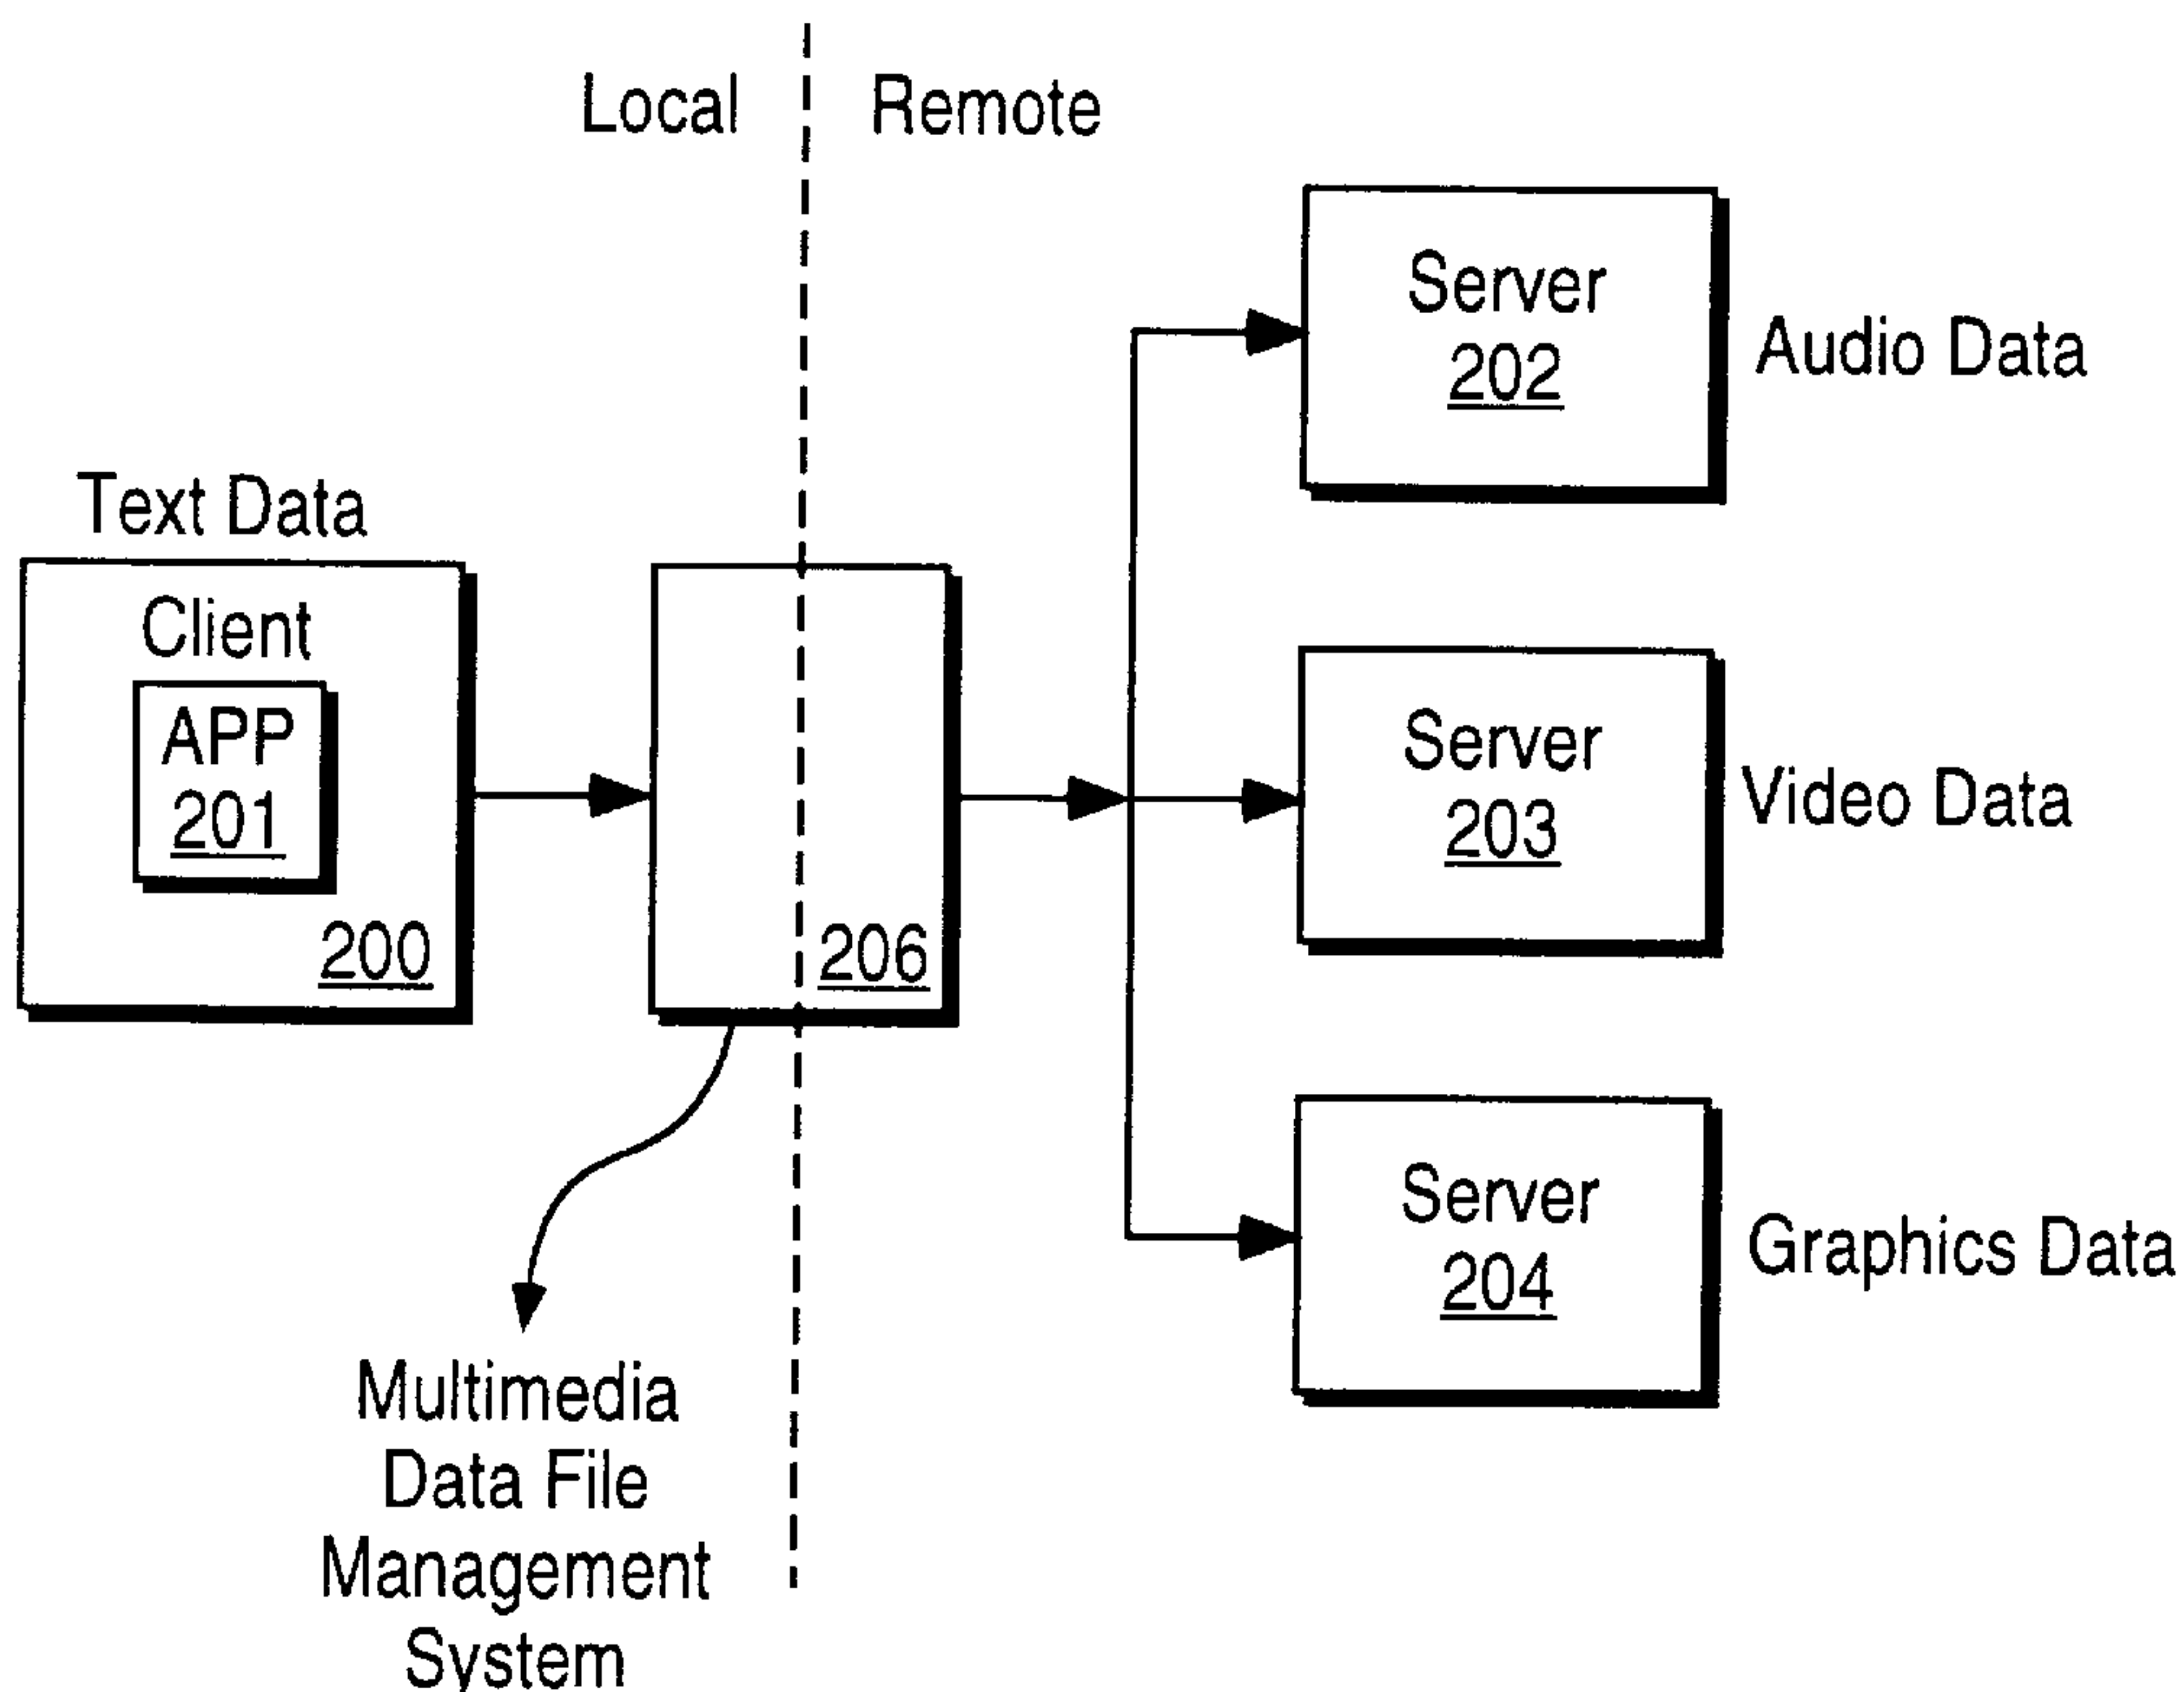 Local
Remote
Server
202
Audio Data
Text Data
Client
APP
201
200
206
Server
203
Video Data
Server
204
Graphics Data
Multimedia
Data File
Management
System